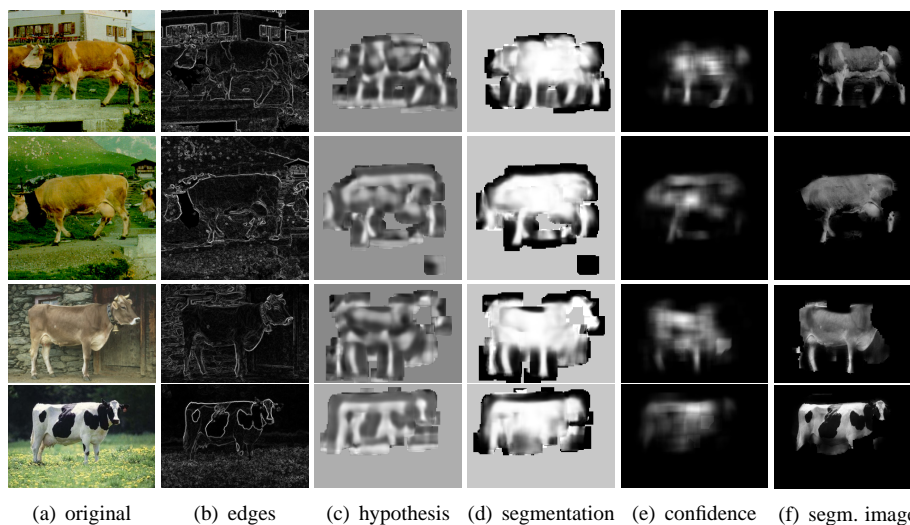 (a) original (b) edges (c) hypothesis (d) segmentation (e) confidence (f) segm. image